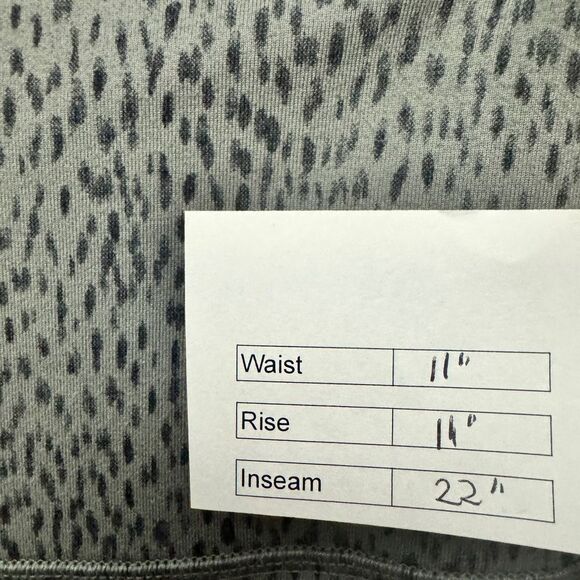 Waist 11"
Rise 11"
Inseam 22"